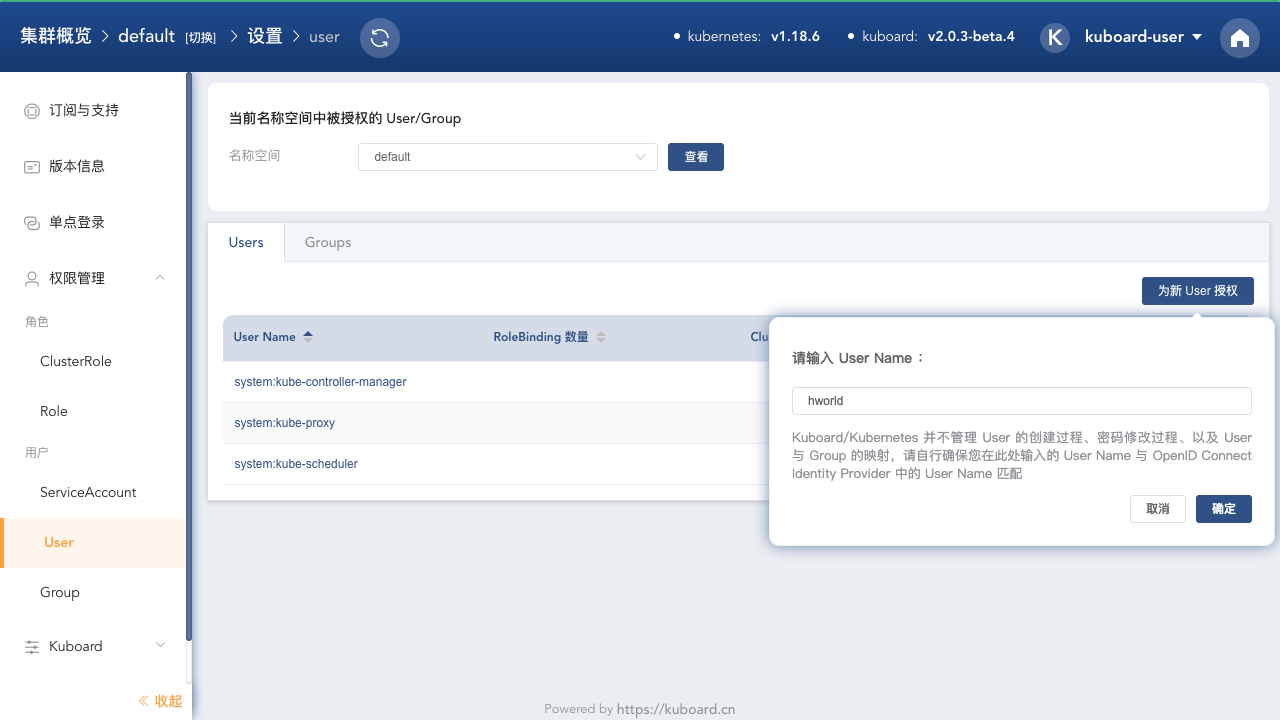 集群概览 > default [切换] > 设置 > user
kubernetes: v1.18.6
kuboard: v2.0.3-beta.4
K kuboard-user
订阅与支持
版本信息
单点登录
权限管理
角色
ClusterRole
Role
用户
ServiceAccount
User
Group
Kuboard
收起
当前名称空间中被授权的 User/Group
名称空间
default
查看
Users
Groups
为新 User 授权
User Name
RoleBinding 数量
Clu
system:kube-controller-manager
system:kube-proxy
system:kube-scheduler
请输入 User Name：
hworld
Kuboard/Kubernetes 并不管理 User 的创建过程、密码修改过程、以及 User
与 Group 的映射，请自行确保您在此处输入的 User Name 与 OpenID Connect
Identity Provider 中的 User Name 匹配
取消
确定
Powered by https://kuboard.cn